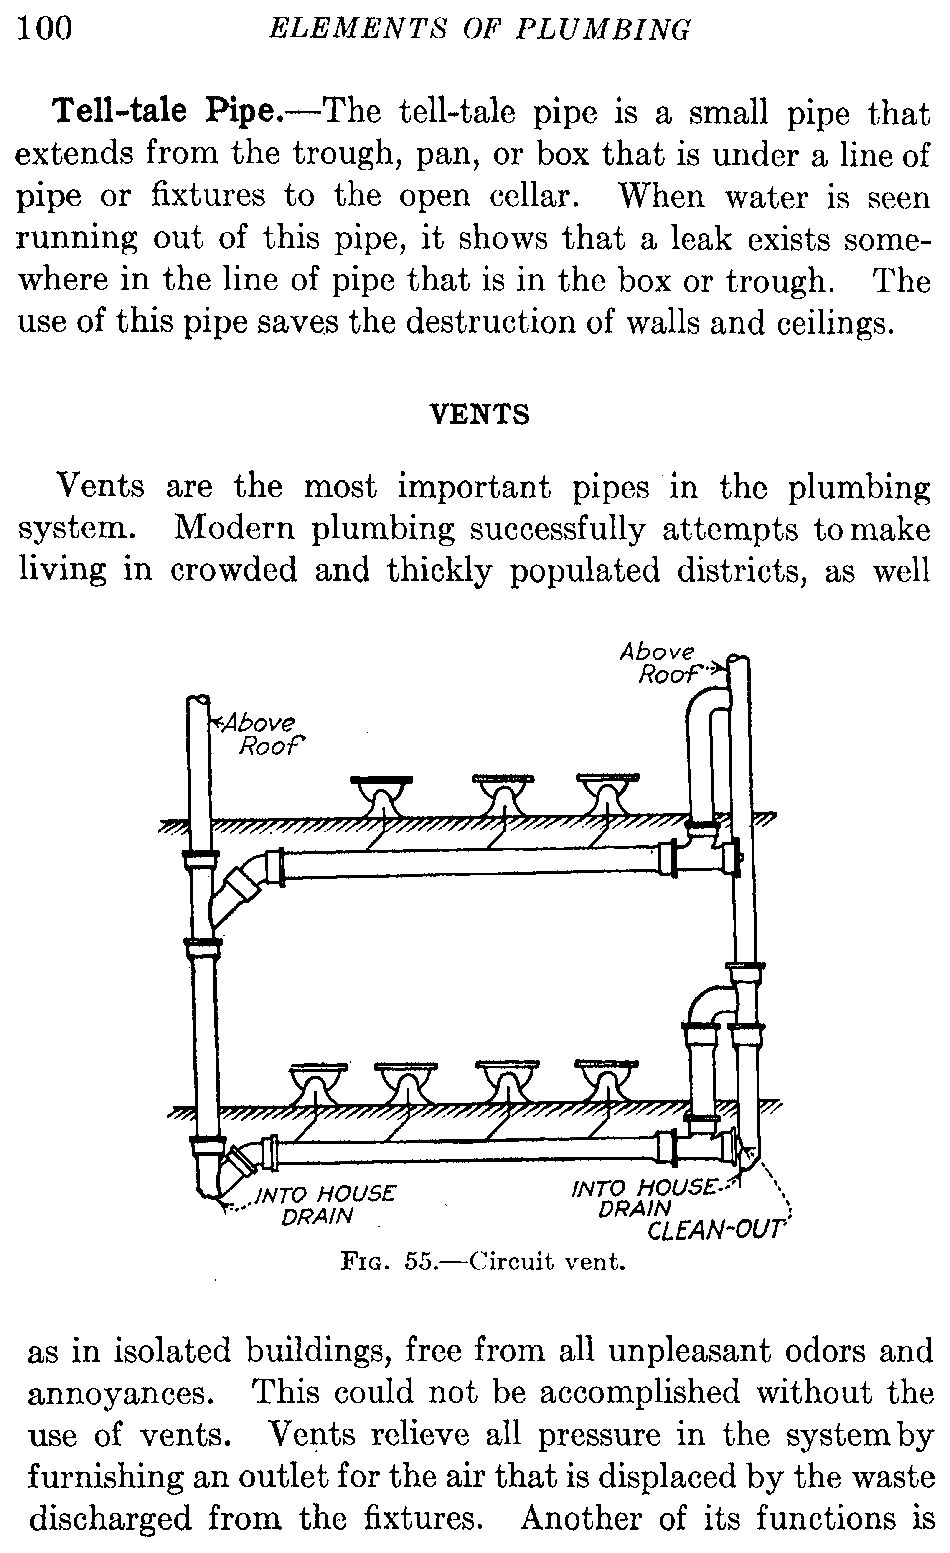 100 ELEMENTS OF PLUMBING
Tell-tale Pipe.—The tell-tale pipe is a small pipe that
extends from the trough, pan, or box that is under a line of
pipe or fixtures to the open cellar. When water is seen
running out of this pipe, it shows that a leak exists some-
where in the line of pipe that is in the box or trough. The
use of this pipe saves the destruction of walls and ceilings.
VENTS
Vents are the most important pipes in the plumbing
system. Modern plumbing successfully attempts to make
living in crowded and thickly populated districts, as well
Above
Roof
Above
Roof
INTO HOUSE
DRAIN
INTO HOUSE
DRAIN
CLEAN-OUT
FIG. 55.—Circuit vent.
as in isolated buildings, free from all unpleasant odors and
annoyances. This could not be accomplished without the
use of vents. Vents relieve all pressure in the system by
furnishing an outlet for the air that is displaced by the waste
discharged from the fixtures. Another of its functions is